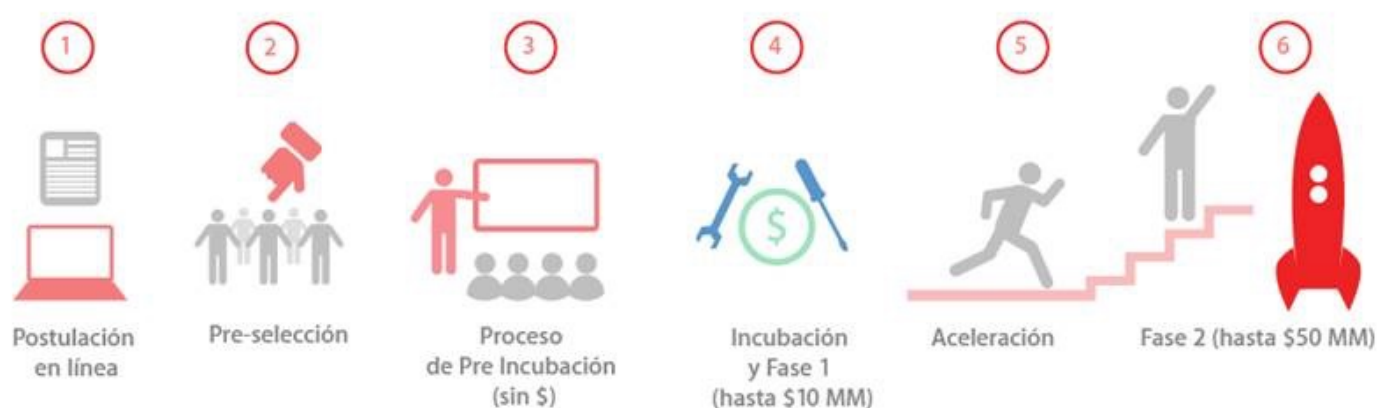 1
2
3
4
5
6
$
Postulación
en línea
Pre-selección
Proceso
de Pre Incubación
(sin $)
Incubación
y Fase 1
(hasta $10 MM)
Aceleración
Fase 2 (hasta $50 MM)